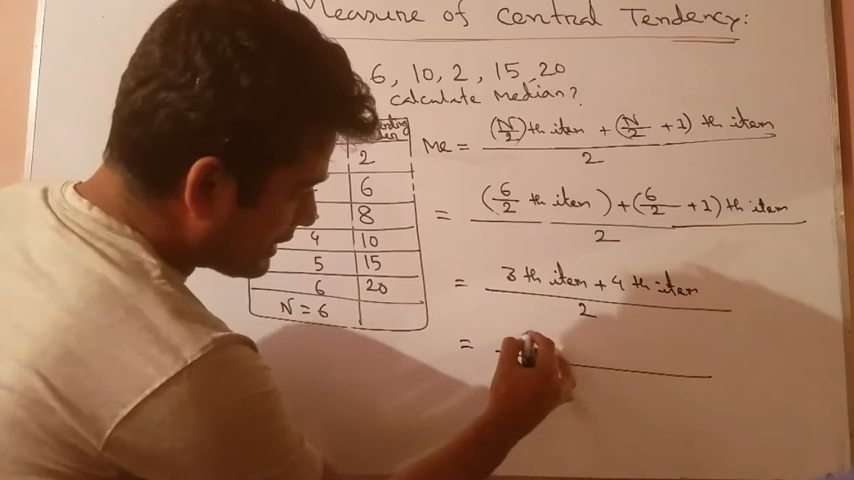 Measure of Central Tendency:
6, 10, 2, 15, 20
calculate Median?
2
6
8
4 10
5 15
6 20
N = 6
Me = (N/2) th item + (N/2 + 1) th item / 2
= (6/2 th item) + (6/2 + 1) th item / 2
= 3 th item + 4 th item / 2
=